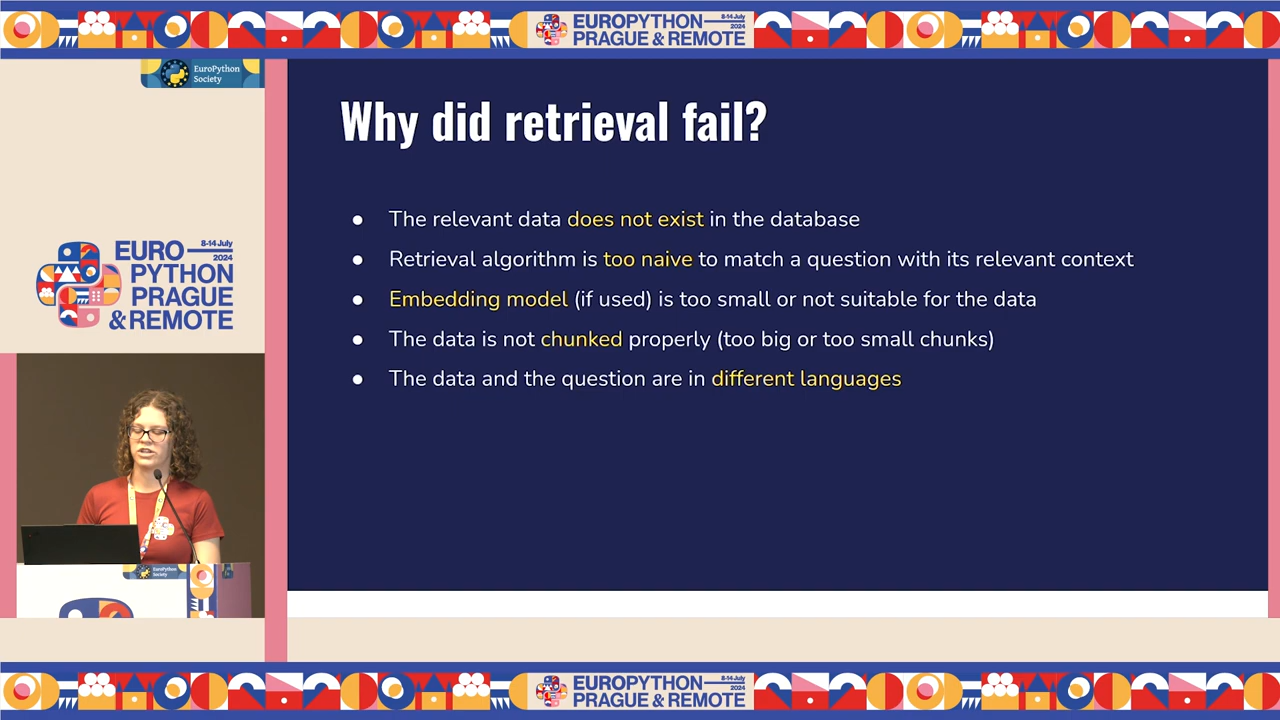 EUROPYTHON
8-14 July
2024
PRAGUE & REMOTE
EuroPython
Society
Why did retrieval fail?
● The relevant data does not exist in the database
● Retrieval algorithm is too naive to match a question with its relevant context
● Embedding model (if used) is too small or not suitable for the data
● The data is not chunked properly (too big or too small chunks)
● The data and the question are in different languages
EURO
8-14 July
2024
PYTHON
PRAGUE
& REMOTE
EuroPython
Society
EUROPYTHON
8-14 July
2024
PRAGUE & REMOTE